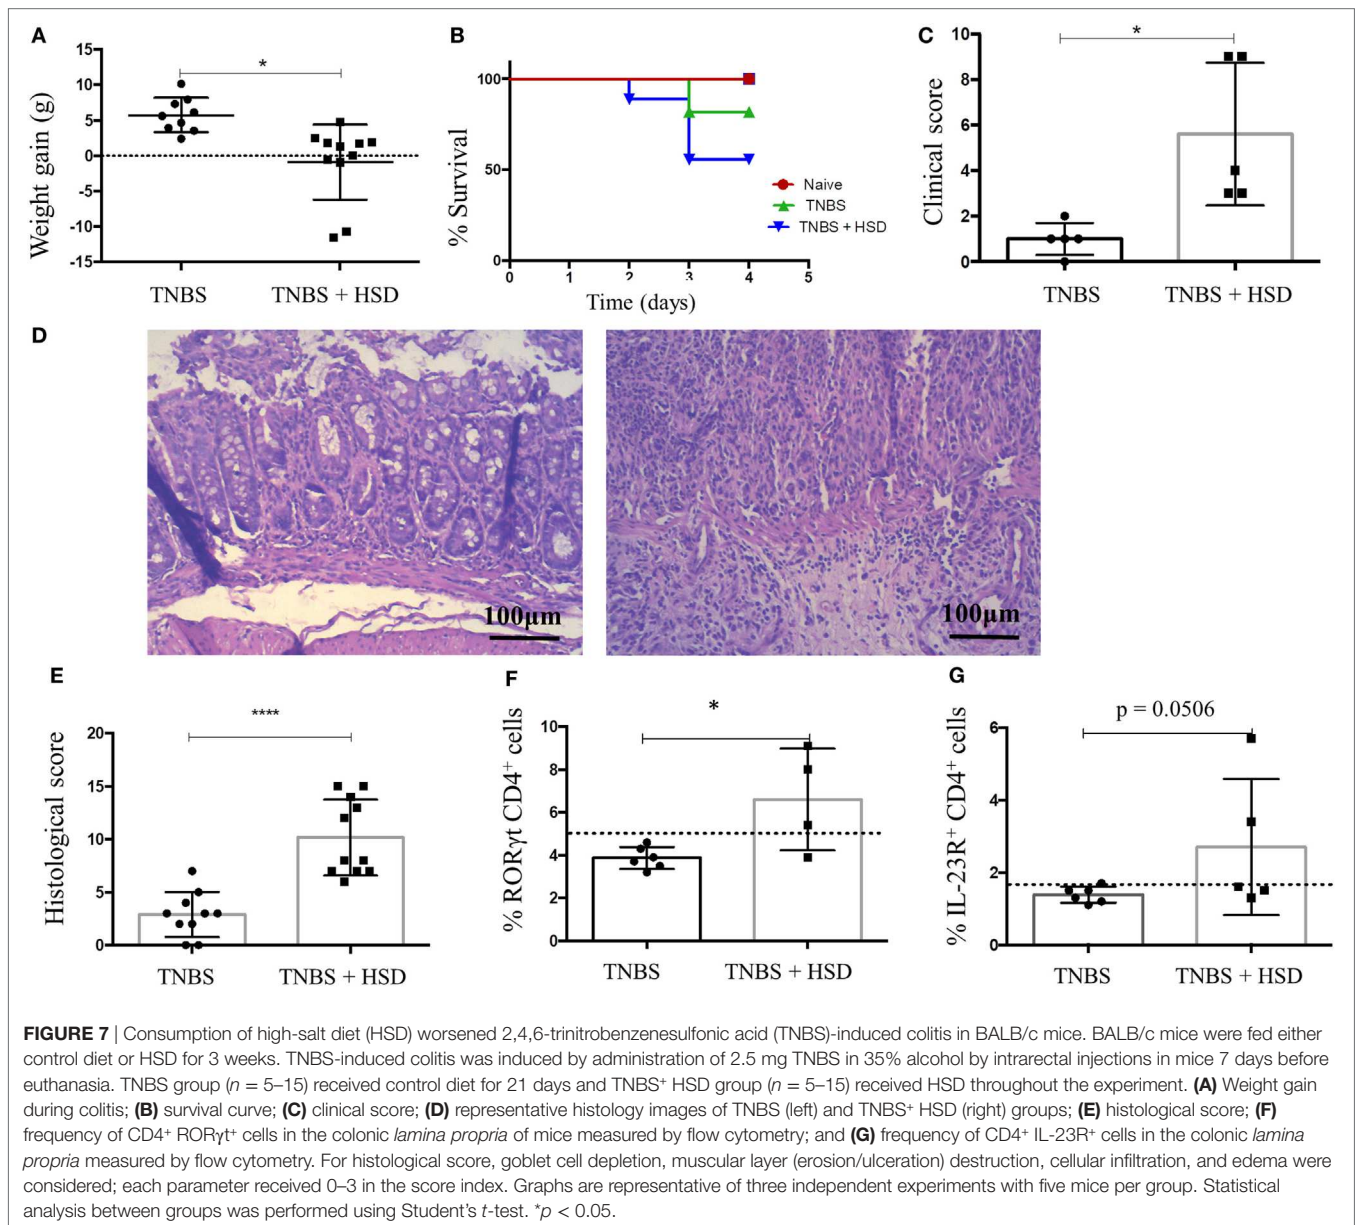 A
Weight gain (g)
15
10
5
0
-5
-10
-15
*
TNBS
TNBS + HSD
B
% Survival
100
50
0
0 1 2 3 4 5
Time (days)
Naive
TNBS
TNBS + HSD
C
Clinical score
10
8
6
4
2
0
*
TNBS
TNBS + HSD
D
100µm
100µm
E
Histological score
20
15
10
5
0
****
TNBS
TNBS + HSD
F
% RORγt CD4⁺ cells
10
8
6
4
2
0
*
TNBS
TNBS + HSD
G
% IL-23R⁺ CD4⁺ cells
6
4
2
0
p = 0.0506
TNBS
TNBS + HSD
FIGURE 7 | Consumption of high-salt diet (HSD) worsened 2,4,6-trinitrobenzenesulfonic acid (TNBS)-induced colitis in BALB/c mice. BALB/c mice were fed either
control diet or HSD for 3 weeks. TNBS-induced colitis was induced by administration of 2.5 mg TNBS in 35% alcohol by intrarectal injections in mice 7 days before
euthanasia. TNBS group (n = 5–15) received control diet for 21 days and TNBS⁺ HSD group (n = 5–15) received HSD throughout the experiment. (A) Weight gain
during colitis; (B) survival curve; (C) clinical score; (D) representative histology images of TNBS (left) and TNBS⁺ HSD (right) groups; (E) histological score; (F)
frequency of CD4⁺ RORγt⁺ cells in the colonic lamina propria of mice measured by flow cytometry; and (G) frequency of CD4⁺ IL-23R⁺ cells in the colonic lamina
propria measured by flow cytometry. For histological score, goblet cell depletion, muscular layer (erosion/ulceration) destruction, cellular infiltration, and edema were
considered; each parameter received 0–3 in the score index. Graphs are representative of three independent experiments with five mice per group. Statistical
analysis between groups was performed using Student’s t-test. *p < 0.05.